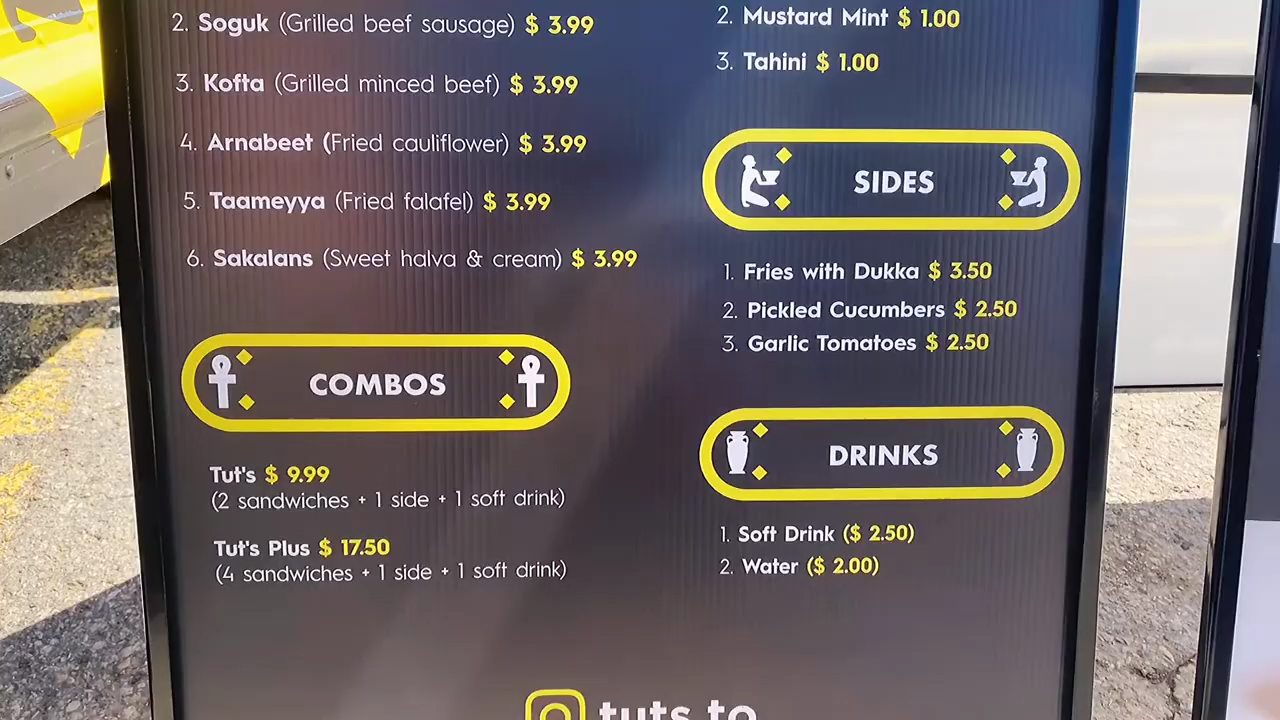 2. Soguk (Grilled beef sausage) $ 3.99
3. Kofta (Grilled minced beef) $ 3.99
4. Arnabeet (Fried cauliflower) $ 3.99
5. Taameyya (Fried falafel) $ 3.99
6. Sakalans (Sweet halva & cream) $ 3.99
COMBOS
Tut's $ 9.99
(2 sandwiches + 1 side + 1 soft drink)
Tut's Plus $ 17.50
(4 sandwiches + 1 side + 1 soft drink)
2. Mustard Mint $ 1.00
3. Tahini $ 1.00
SIDES
1. Fries with Dukka $ 3.50
2. Pickled Cucumbers $ 2.50
3. Garlic Tomatoes $ 2.50
DRINKS
1. Soft Drink ($ 2.50)
2. Water ($ 2.00)
tuts.to